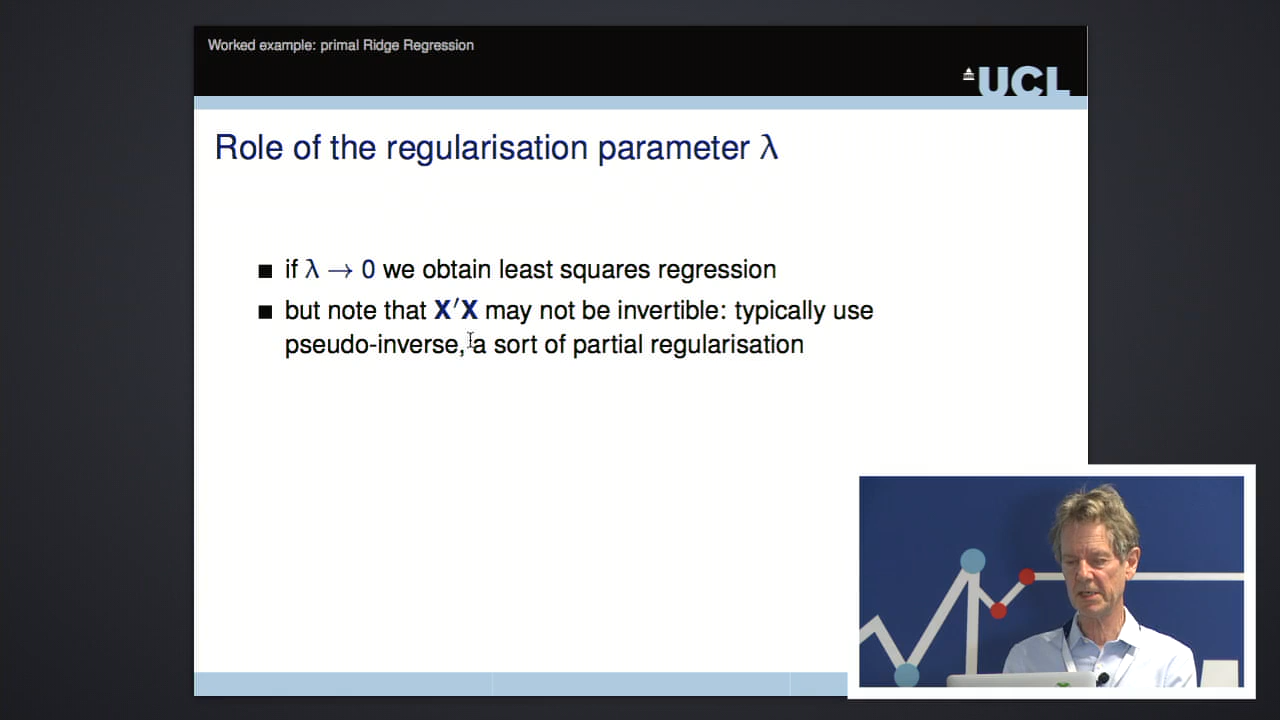 Worked example: primal Ridge Regression
UCL
Role of the regularisation parameter λ
■ if λ → 0 we obtain least squares regression
■ but note that X′X may not be invertible: typically use
pseudo-inverse, a sort of partial regularisation